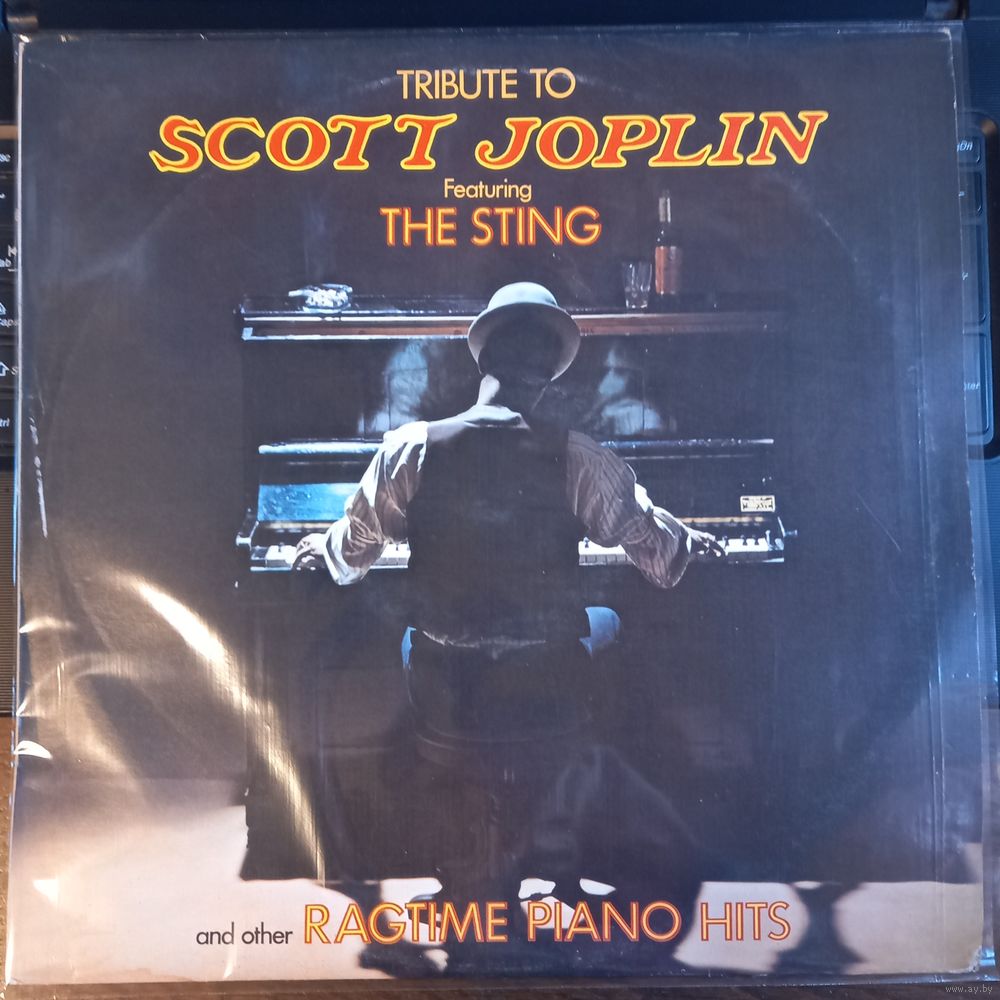 TRIBUTE TO
SCOTT JOPLIN
Featuring
THE STING
and other RAGTIME PIANO HITS
www.ay.by